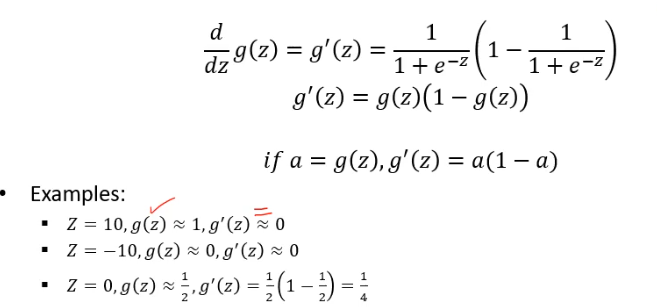 d/dz g(z) = g′(z) = 1/(1 + e^−z) (1 − 1/(1 + e^−z))
g′(z) = g(z)(1 − g(z))
if a = g(z), g′(z) = a(1 − a)
• Examples:
▪ Z = 10, g(z) ≈ 1, g′(z) ≈ 0
▪ Z = −10, g(z) ≈ 0, g′(z) ≈ 0
▪ Z = 0, g(z) ≈ 1/2, g′(z) = 1/2 (1 − 1/2) = 1/4